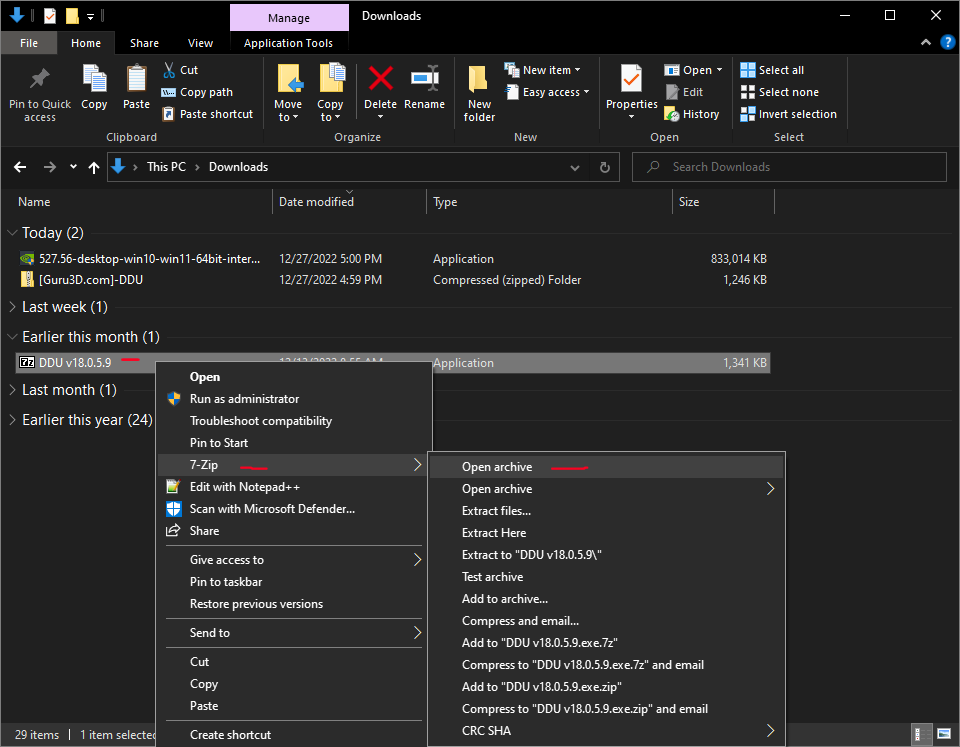 Manage
Downloads
File
Home
Share
View
Application Tools
Pin to Quick access
Copy
Paste
Cut
Copy path
Paste shortcut
Clipboard
Move to
Copy to
Delete
Rename
Organize
New folder
New item
Easy access
New
Properties
Open
Edit
History
Open
Select all
Select none
Invert selection
Select
This PC > Downloads
Search Downloads
Name Date modified Type Size
Today (2)
527.56-desktop-win10-win11-64bit-inter... 12/27/2022 5:00 PM Application 833,014 KB
[Guru3D.com]-DDU 12/27/2022 4:59 PM Compressed (zipped) Folder 1,246 KB
Last week (1)
Earlier this month (1)
DDU v18.0.5.9 Application 1,341 KB
Last month (1)
Earlier this year (24)
Open
Run as administrator
Troubleshoot compatibility
Pin to Start
7-Zip
Edit with Notepad++
Scan with Microsoft Defender...
Share
Give access to
Pin to taskbar
Restore previous versions
Send to
Cut
Copy
Paste
Create shortcut
Open archive
Open archive
Extract files...
Extract Here
Extract to "DDU v18.0.5.9\"
Test archive
Add to archive...
Compress and email...
Add to "DDU v18.0.5.9.exe.7z"
Compress to "DDU v18.0.5.9.exe.7z" and email
Add to "DDU v18.0.5.9.exe.zip"
Compress to "DDU v18.0.5.9.exe.zip" and email
CRC SHA
29 items
1 item selected